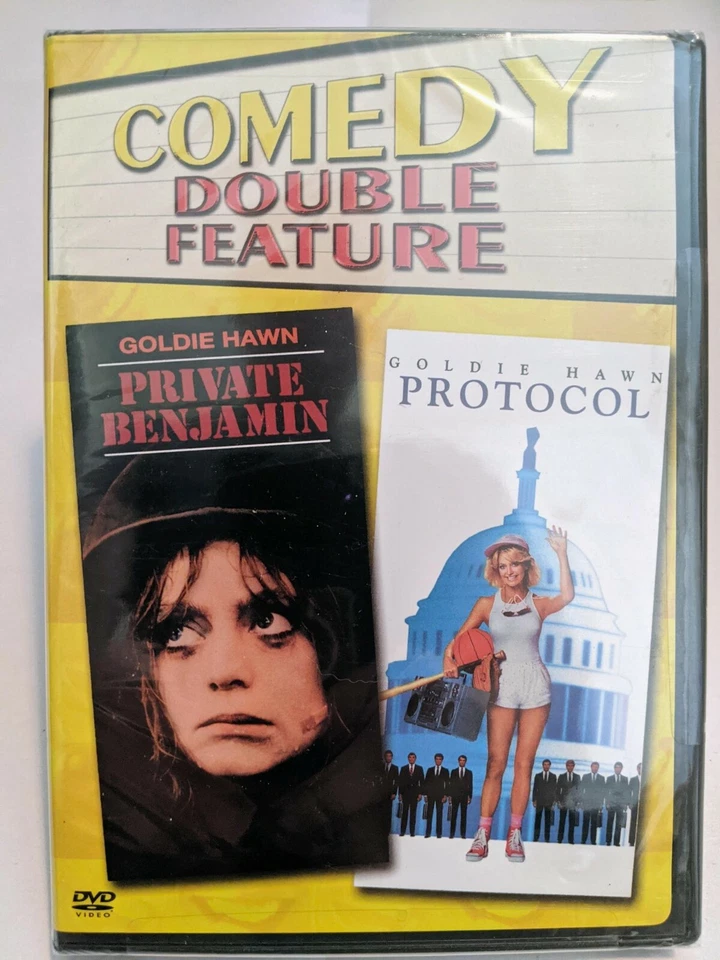 COMEDY
DOUBLE
FEATURE
GOLDIE HAWN
PRIVATE
BENJAMIN
GOLDIE HAWN
PROTOCOL
DVD
VIDEO